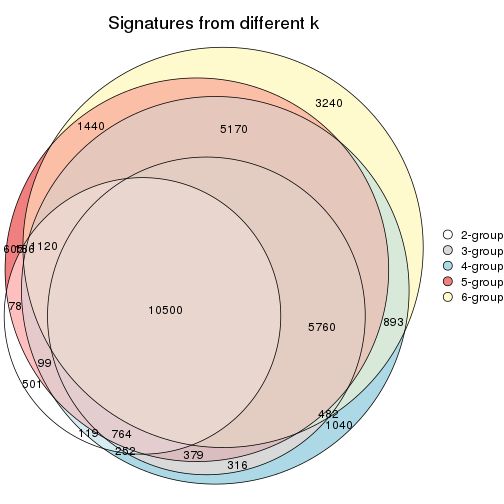 Signatures from different k
3240
1440
5170
1120
10500
5760
893
78
99
501
482
1040
119
764
252
379
316
2-group
3-group
4-group
5-group
6-group